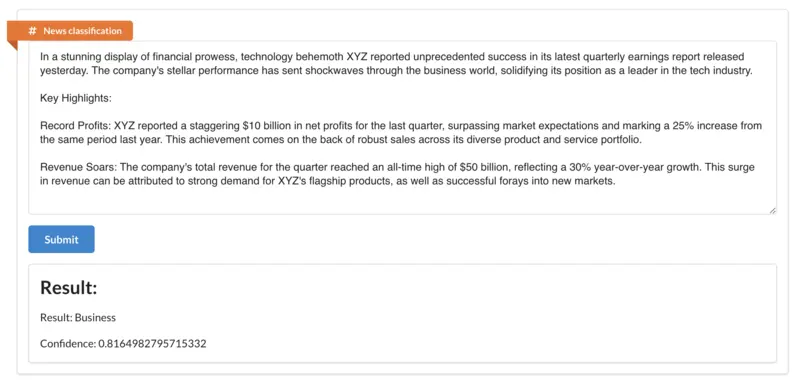 # News classification
In a stunning display of financial prowess, technology behemoth XYZ reported unprecedented success in its latest quarterly earnings report released
yesterday. The company's stellar performance has sent shockwaves through the business world, solidifying its position as a leader in the tech industry.
Key Highlights:
Record Profits: XYZ reported a staggering $10 billion in net profits for the last quarter, surpassing market expectations and marking a 25% increase from
the same period last year. This achievement comes on the back of robust sales across its diverse product and service portfolio.
Revenue Soars: The company's total revenue for the quarter reached an all-time high of $50 billion, reflecting a 30% year-over-year growth. This surge
in revenue can be attributed to strong demand for XYZ's flagship products, as well as successful forays into new markets.
Submit
Result:
Result: Business
Confidence: 0.8164982795715332